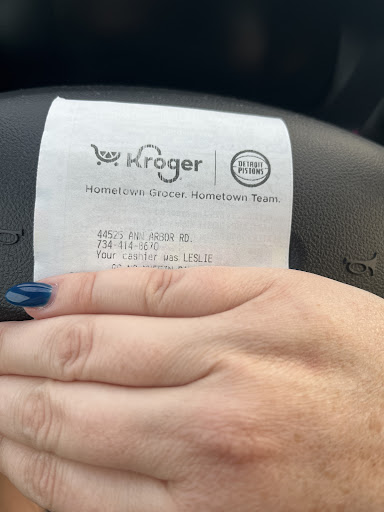 Kroger
DETROIT
PISTONS
Hometown Grocer. Hometown Team.
44525 ANN ARBOR RD.
734-414-6670
Your cashier was LESLIE